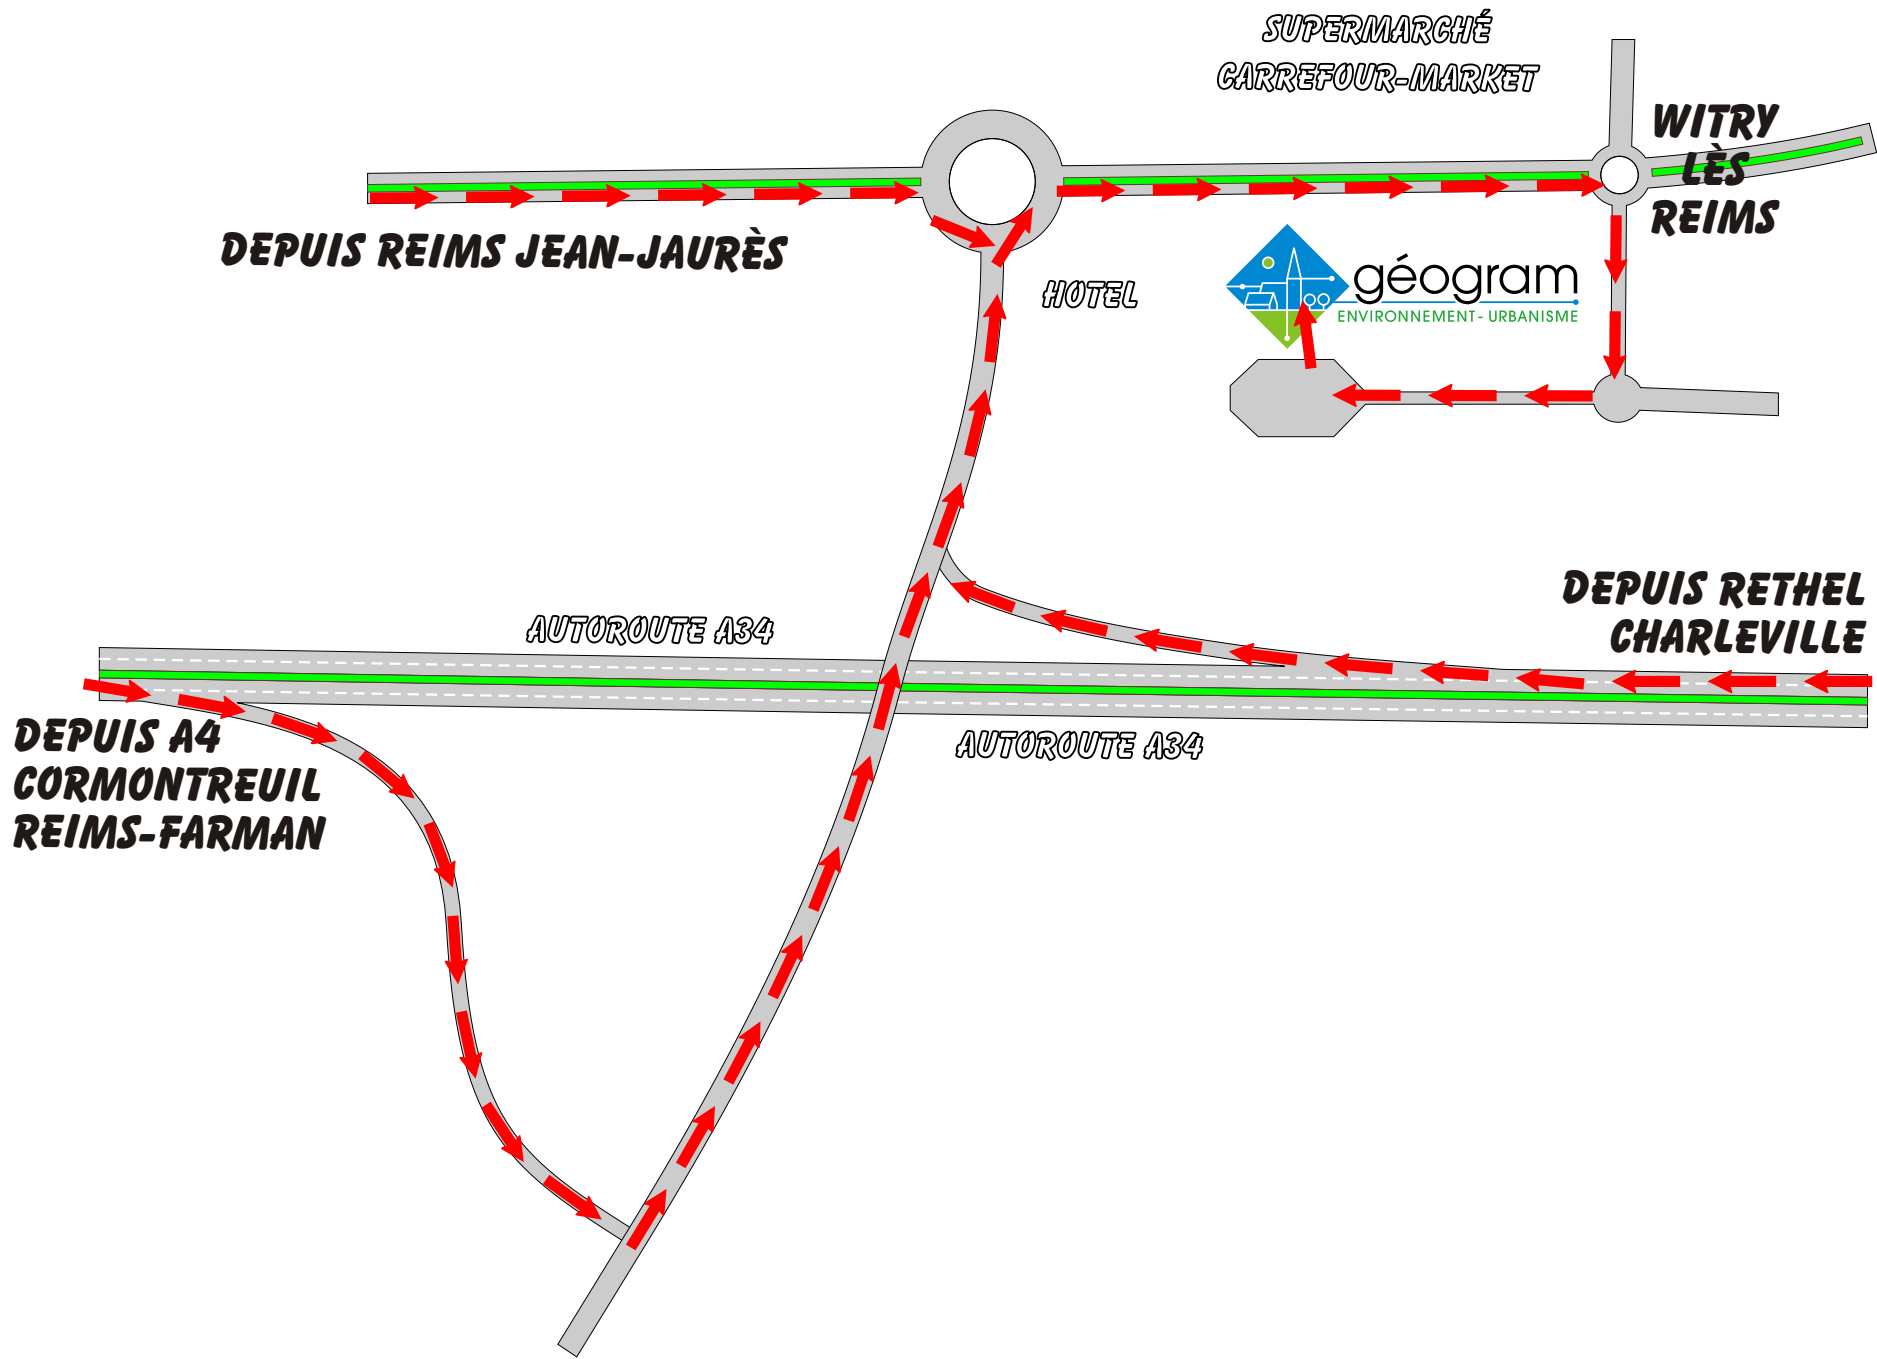 SUPERMARCHÉ
CARREFOUR-MARKET
WITRY
LÈS
REIMS
DEPUIS REIMS JEAN-JAURÈS
HOTEL
géogram
ENVIRONNEMENT - URBANISME
DEPUIS RETHEL
CHARLEVILLE
AUTOROUTE A34
AUTOROUTE A34
DEPUIS A4
CORMONTREUIL
REIMS-FARMAN